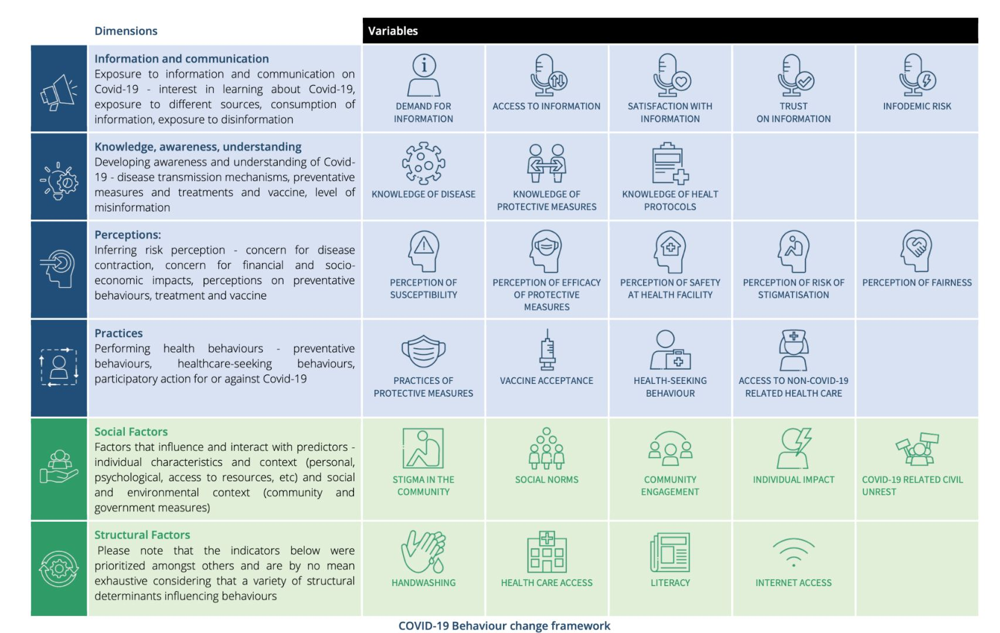 Dimensions
Variables
Information and communication
Exposure to information and communication on
Covid-19 - interest in learning about Covid-19,
exposure to different sources, consumption of
information, exposure to disinformation
DEMAND FOR
INFORMATION
ACCESS TO INFORMATION
SATISFACTION WITH
INFORMATION
TRUST
ON INFORMATION
INFODEMIC RISK
Knowledge, awareness, understanding
Developing awareness and understanding of Covid-
19 - disease transmission mechanisms, preventative
measures and treatments and vaccine, level of
misinformation
KNOWLEDGE OF DISEASE
KNOWLEDGE OF
PROTECTIVE MEASURES
KNOWLEDGE OF HEALT
PROTOCOLS
Perceptions:
Inferring risk perception - concern for disease
contraction, concern for financial and socio-
economic impacts, perceptions on preventative
behaviours, treatment and vaccine
PERCEPTION OF
SUSCEPTIBILITY
PERCEPTION OF EFFICACY
OF PROTECTIVE
MEASURES
PERCEPTION OF SAFETY
AT HEALTH FACILITY
PERCEPTION OF RISK OF
STIGMATISATION
PERCEPTION OF FAIRNESS
Practices
Performing health behaviours - preventative
behaviours, healthcare-seeking behaviours,
participatory action for or against Covid-19
PRACTICES OF
PROTECTIVE MEASURES
VACCINE ACCEPTANCE
HEALTH-SEEKING
BEHAVIOUR
ACCESS TO NON-COVID-19
RELATED HEALTH CARE
Social Factors
Factors that influence and interact with predictors -
individual characteristics and context (personal,
psychological, access to resources, etc) and social
and environmental context (community and
government measures)
STIGMA IN THE
COMMUNITY
SOCIAL NORMS
COMMUNITY
ENGAGEMENT
INDIVIDUAL IMPACT
COVID-19 RELATED CIVIL
UNREST
Structural Factors
Please note that the indicators below were
prioritized amongst others and are by no mean
exhaustive considering that a variety of structural
determinants influencing behaviours
HANDWASHING
HEALTH CARE ACCESS
LITERACY
INTERNET ACCESS
COVID-19 Behaviour change framework